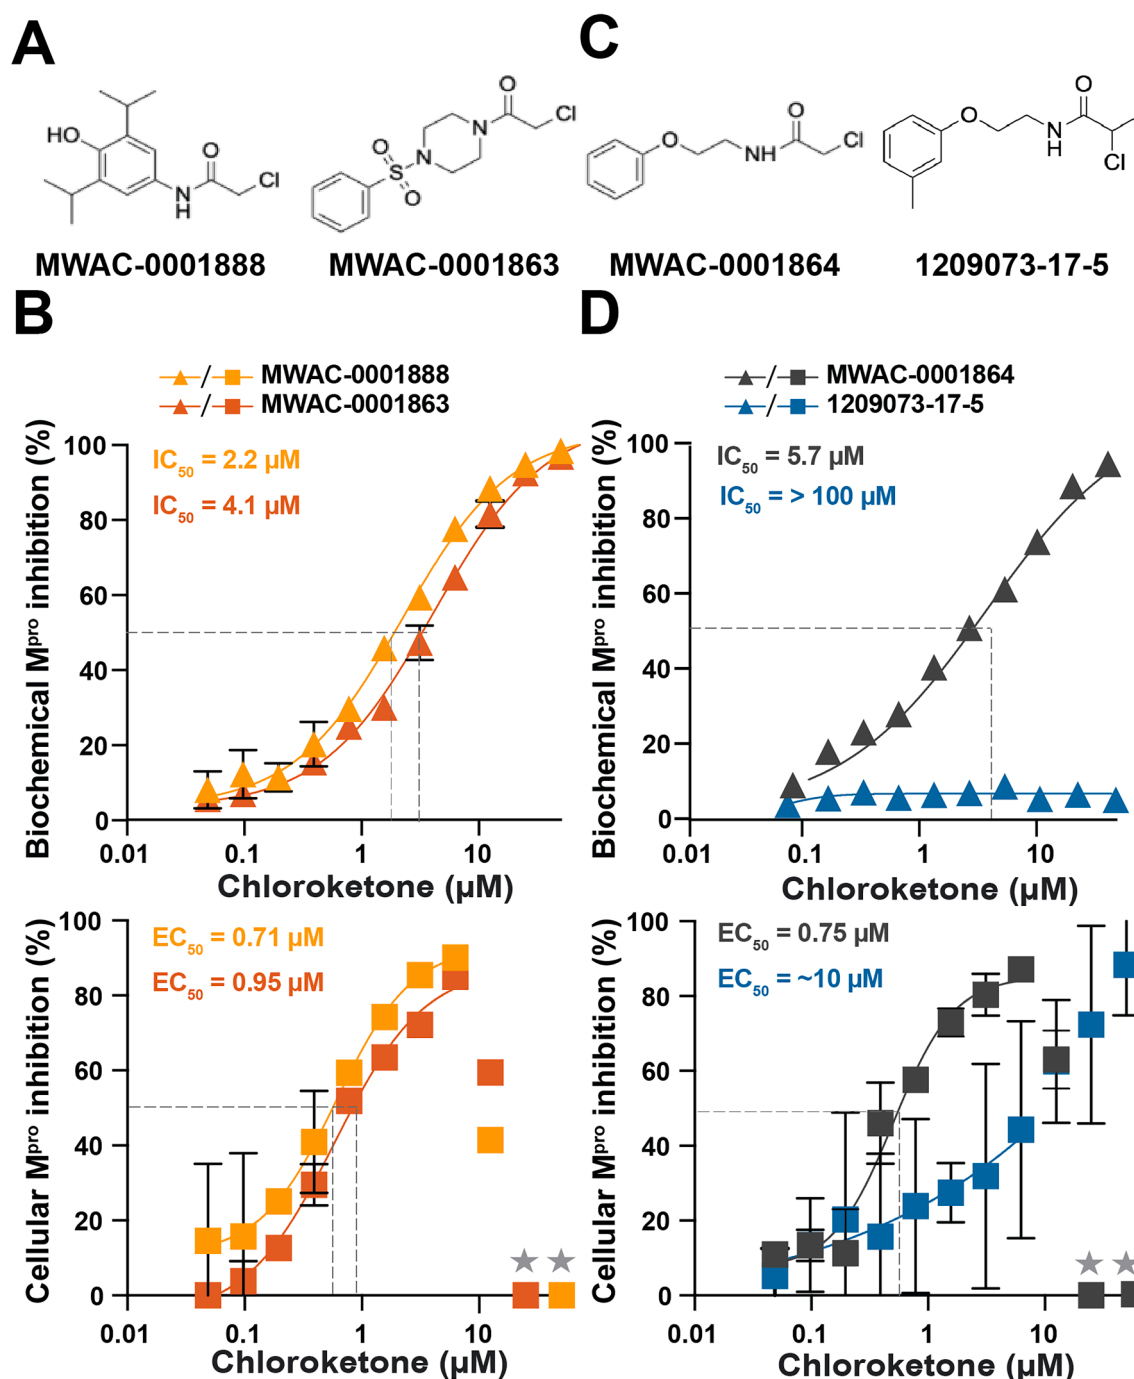 A
C
HO
O
N
H
Cl
O
N
Cl
N
O
S
O
O
NH
O
Cl
O
N
H
O
Cl
MWAC-0001888
MWAC-0001863
MWAC-0001864
1209073-17-5
B
MWAC-0001888
MWAC-0001863
IC50 = 2.2 µM
IC50 = 4.1 µM
Biochemical Mpro inhibition (%)
100
80
60
40
20
0
0.01
0.1
1
10
Chloroketone (µM)
EC50 = 0.71 µM
EC50 = 0.95 µM
Cellular Mpro inhibition (%)
100
80
60
40
20
0
0.01
0.1
1
10
Chloroketone (µM)
D
MWAC-0001864
1209073-17-5
IC50 = 5.7 µM
IC50 = > 100 µM
Biochemical Mpro inhibition (%)
100
80
60
40
20
0
0.01
0.1
1
10
Chloroketone (µM)
EC50 = 0.75 µM
EC50 = ~10 µM
Cellular Mpro inhibition (%)
100
80
60
40
20
0
0.01
0.1
1
10
Chloroketone (µM)